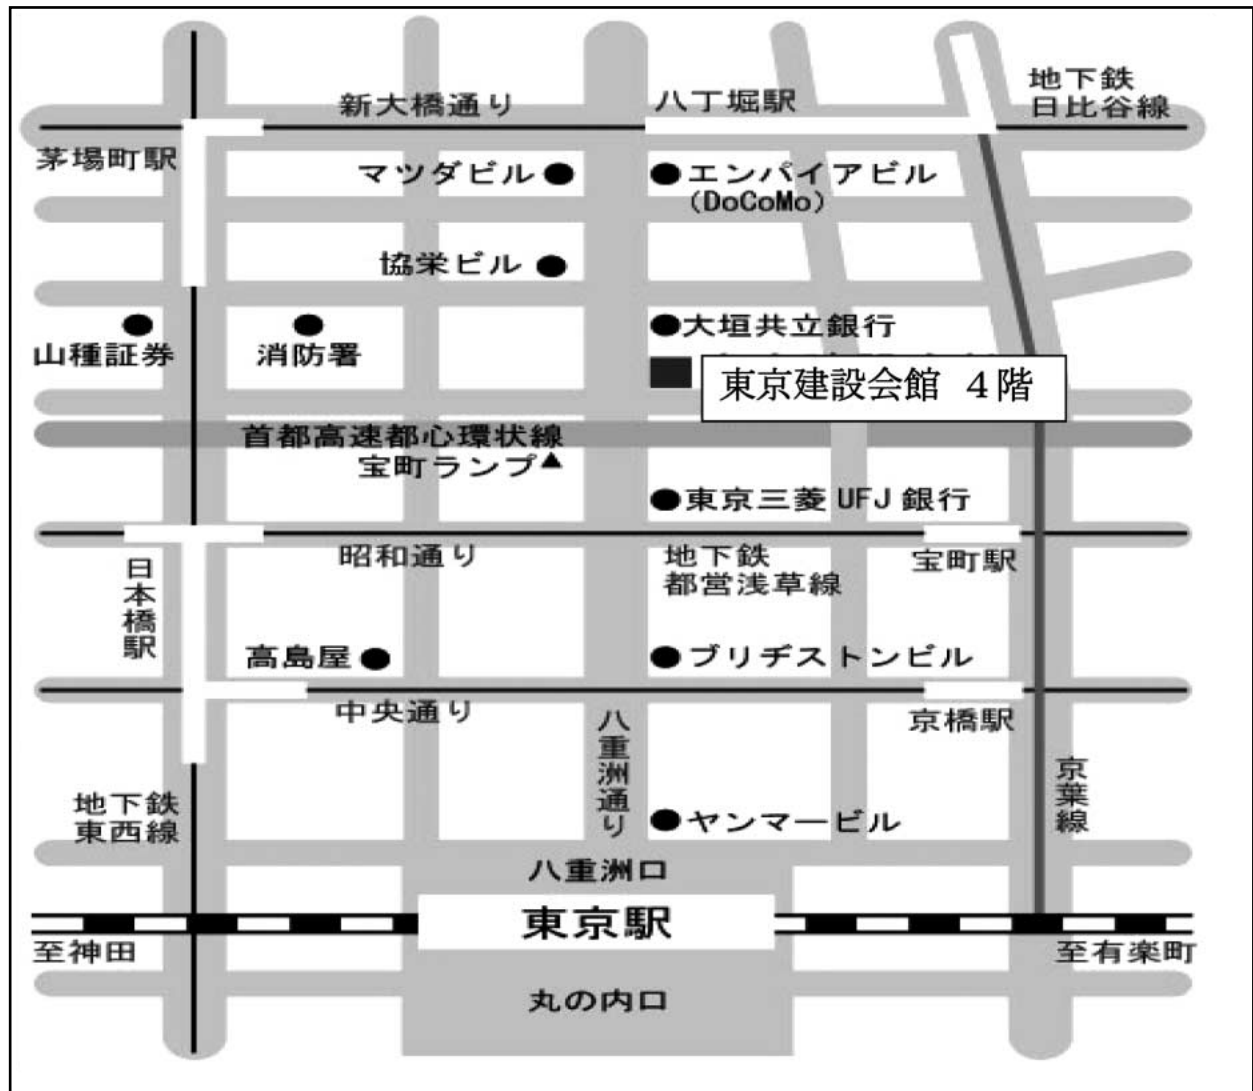 地下鉄
日比谷線
新大橋通り
八丁堀駅
茅場町駅
マツダビル
エンパイアビル
(DoCoMo)
協栄ビル
大垣共立銀行
山種証券
消防署
東京建設会館 4階
首都高速都心環状線
宝町ランプ
東京三菱UFJ銀行
昭和通り
地下鉄
都営浅草線
宝町駅
日本橋駅
高島屋
ブリヂストンビル
中央通り
京橋駅
八重洲通り
京葉線
地下鉄
東西線
ヤンマービル
八重洲口
東京駅
至神田
至有楽町
丸の内口